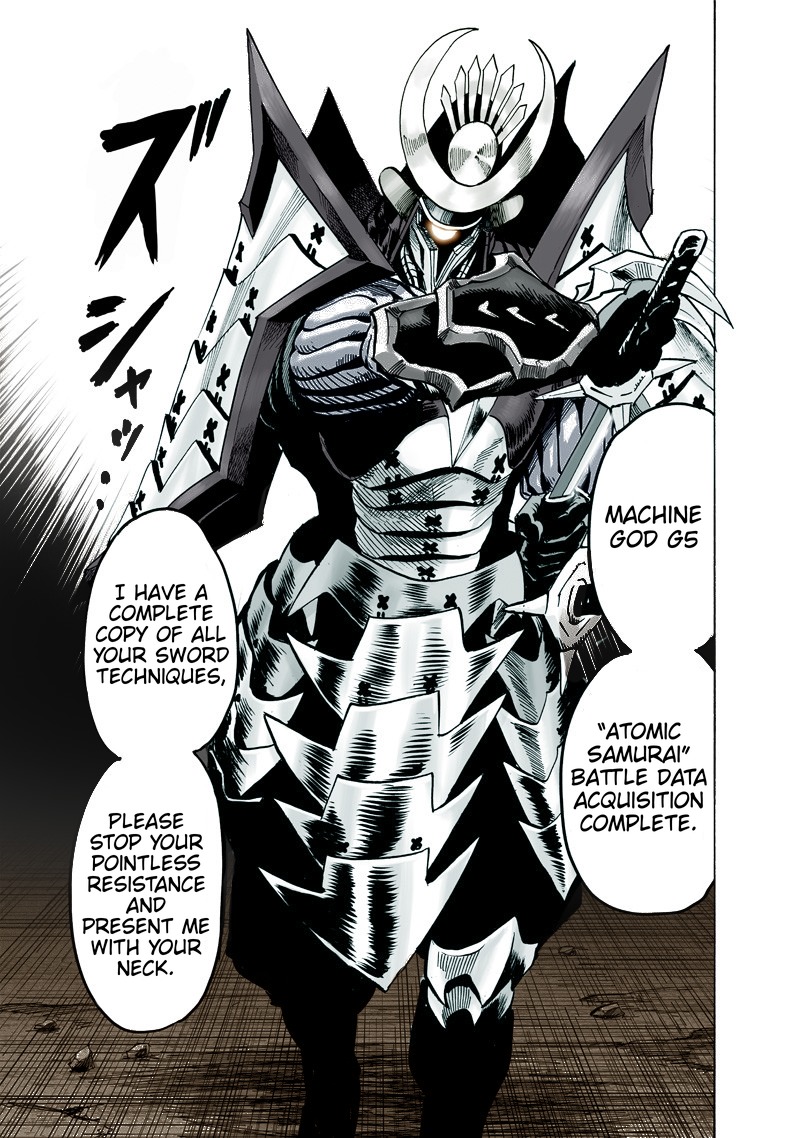 MACHINE
GOD G5
"ATOMIC
SAMURAI"
BATTLE DATA
ACQUISITION
COMPLETE.
ズ
シャッ...
I HAVE A
COMPLETE
COPY OF ALL
YOUR SWORD
TECHNIQUES,
PLEASE
STOP YOUR
POINTLESS
RESISTANCE
AND
PRESENT ME
WITH YOUR
NECK.